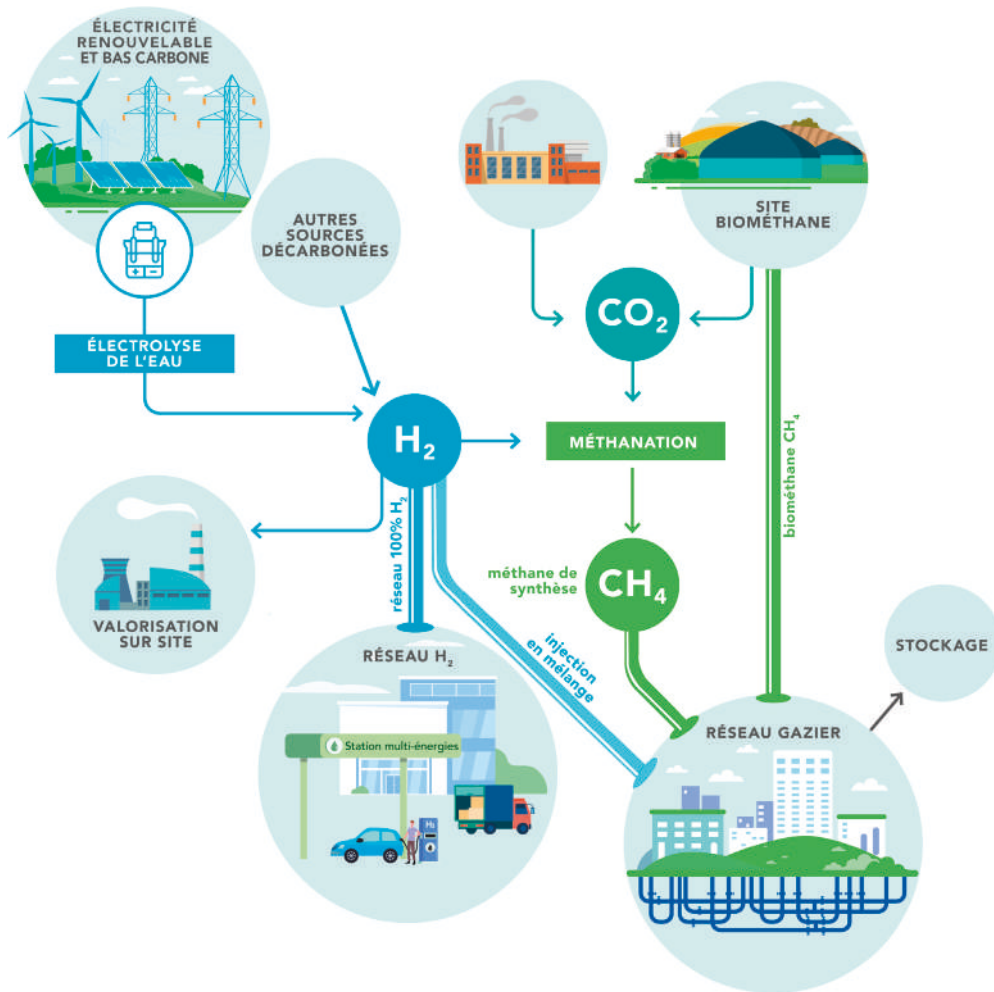 ÉLECTRICITÉ
RENOUVELABLE
ET BAS CARBONE
AUTRES
SOURCES
DÉCARBONÉES
SITE
BIOMÉTHANE
CO₂
ÉLECTROLYSE
DE L'EAU
H₂
MÉTHANATION
biométhane CH₄
réseau 100% H₂
méthane de
synthèse
CH₄
VALORISATION
SUR SITE
injection
en mélange
STOCKAGE
RÉSEAU H₂
RÉSEAU GAZIER
Station multi-énergies
H₂